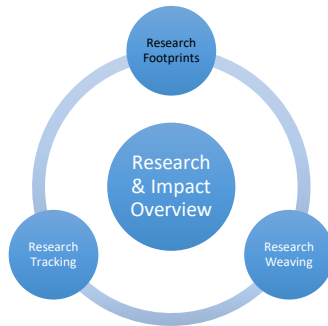 Research
Footprints
Research
& Impact
Overview
Research
Tracking
Research
Weaving